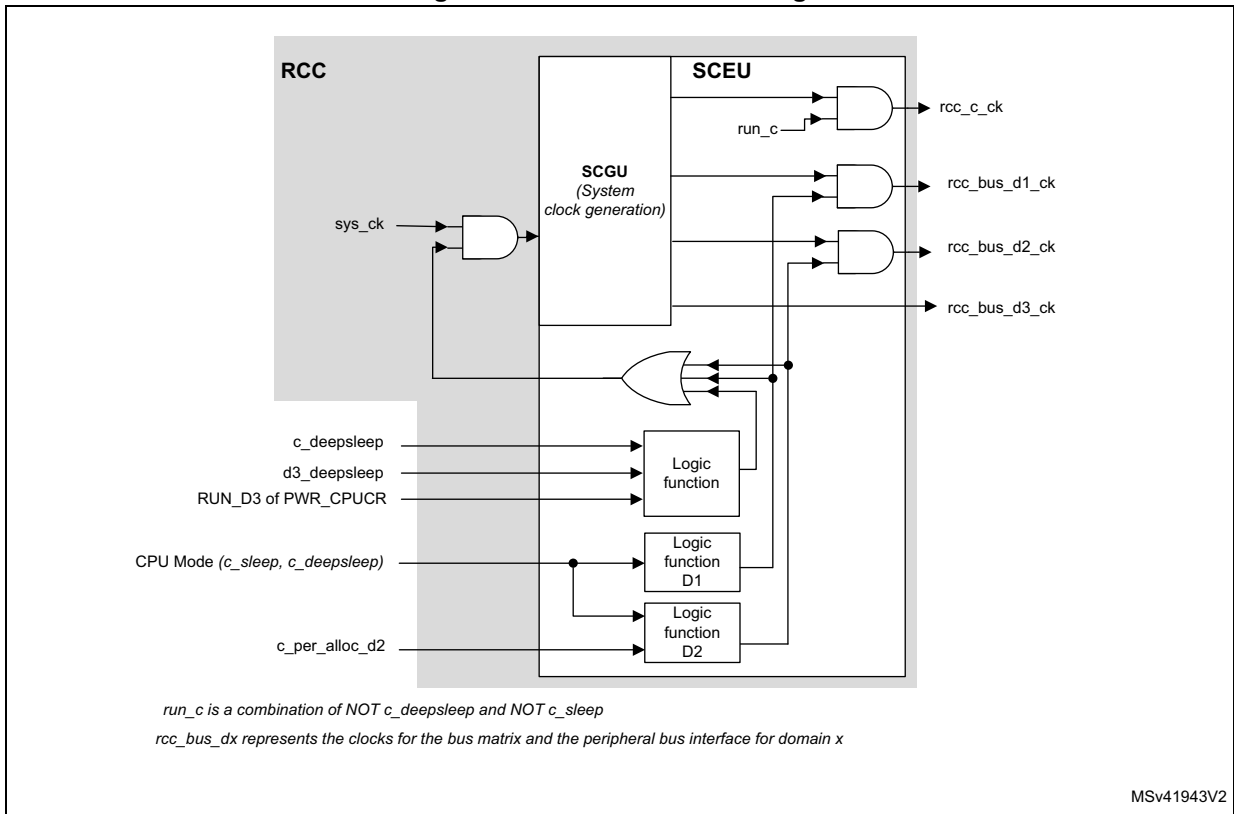 RCC
SCEU
rcc_c_ck
run_c
SCGU
(System
clock generation)
rcc_bus_d1_ck
sys_ck
rcc_bus_d2_ck
rcc_bus_d3_ck
c_deepsleep
d3_deepsleep
RUN_D3 of PWR_CPUCR
Logic
function
CPU Mode (c_sleep, c_deepsleep)
Logic
function
D1
c_per_alloc_d2
Logic
function
D2
run_c is a combination of NOT c_deepsleep and NOT c_sleep
rcc_bus_dx represents the clocks for the bus matrix and the peripheral bus interface for domain x
MSv41943V2